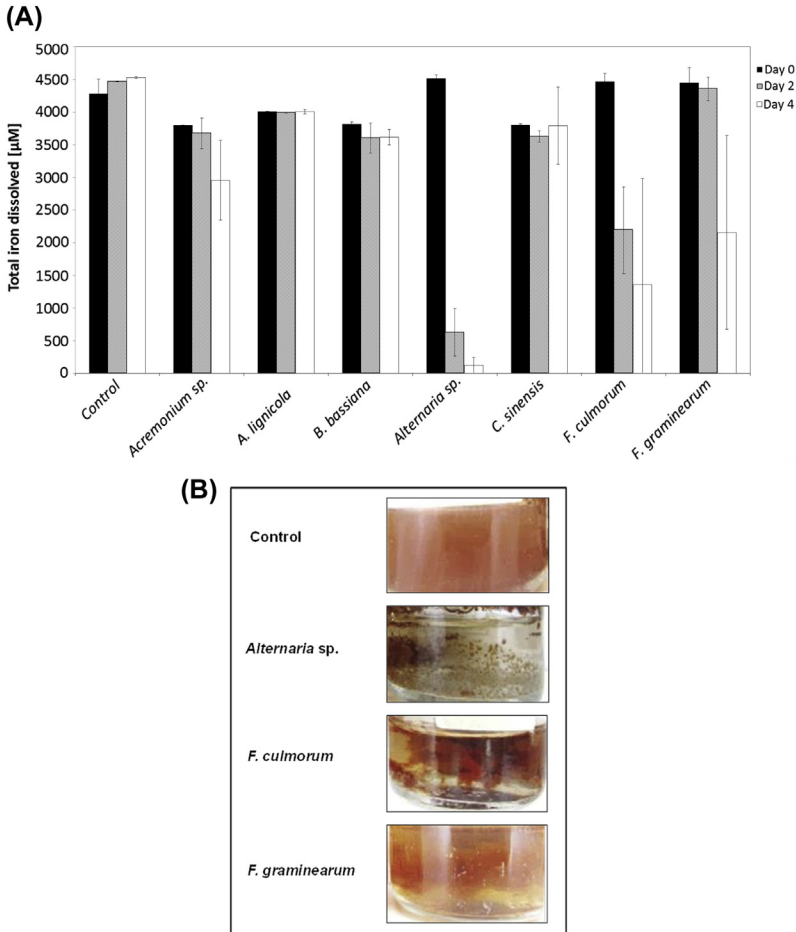 (A)
Total iron dissolved [µM]
5000
4500
4000
3500
3000
2500
2000
1500
1000
500
0
Day 0
Day 2
Day 4
Control
Acremonium sp.
A. lignicola
B. bassiana
Alternaria sp.
C. sinensis
F. culmorum
F. graminearum
(B)
Control
Alternaria sp.
F. culmorum
F. graminearum